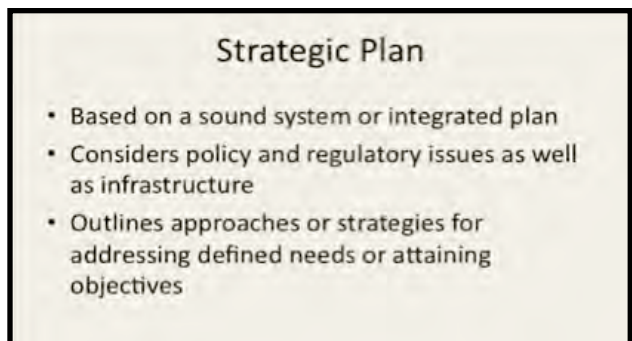 Strategic Plan
• Based on a sound system or integrated plan
• Considers policy and regulatory issues as well
as infrastructure
• Outlines approaches or strategies for
addressing defined needs or attaining
objectives